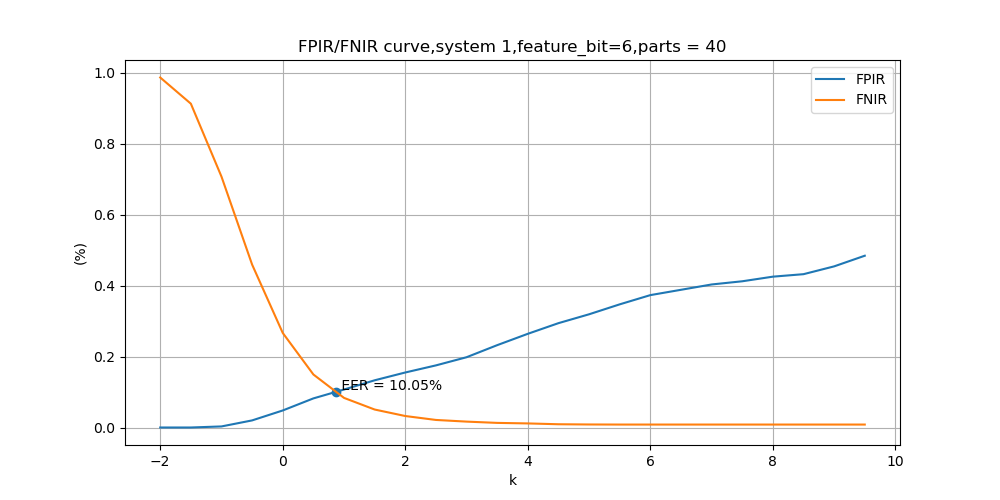 FPIR/FNIR curve,system 1,feature_bit=6,parts = 40
FPIR
FNIR
1.0
0.8
0.6
0.4
0.2
0.0
(%)
EER = 10.05%
−2
0
2
4
6
8
10
k